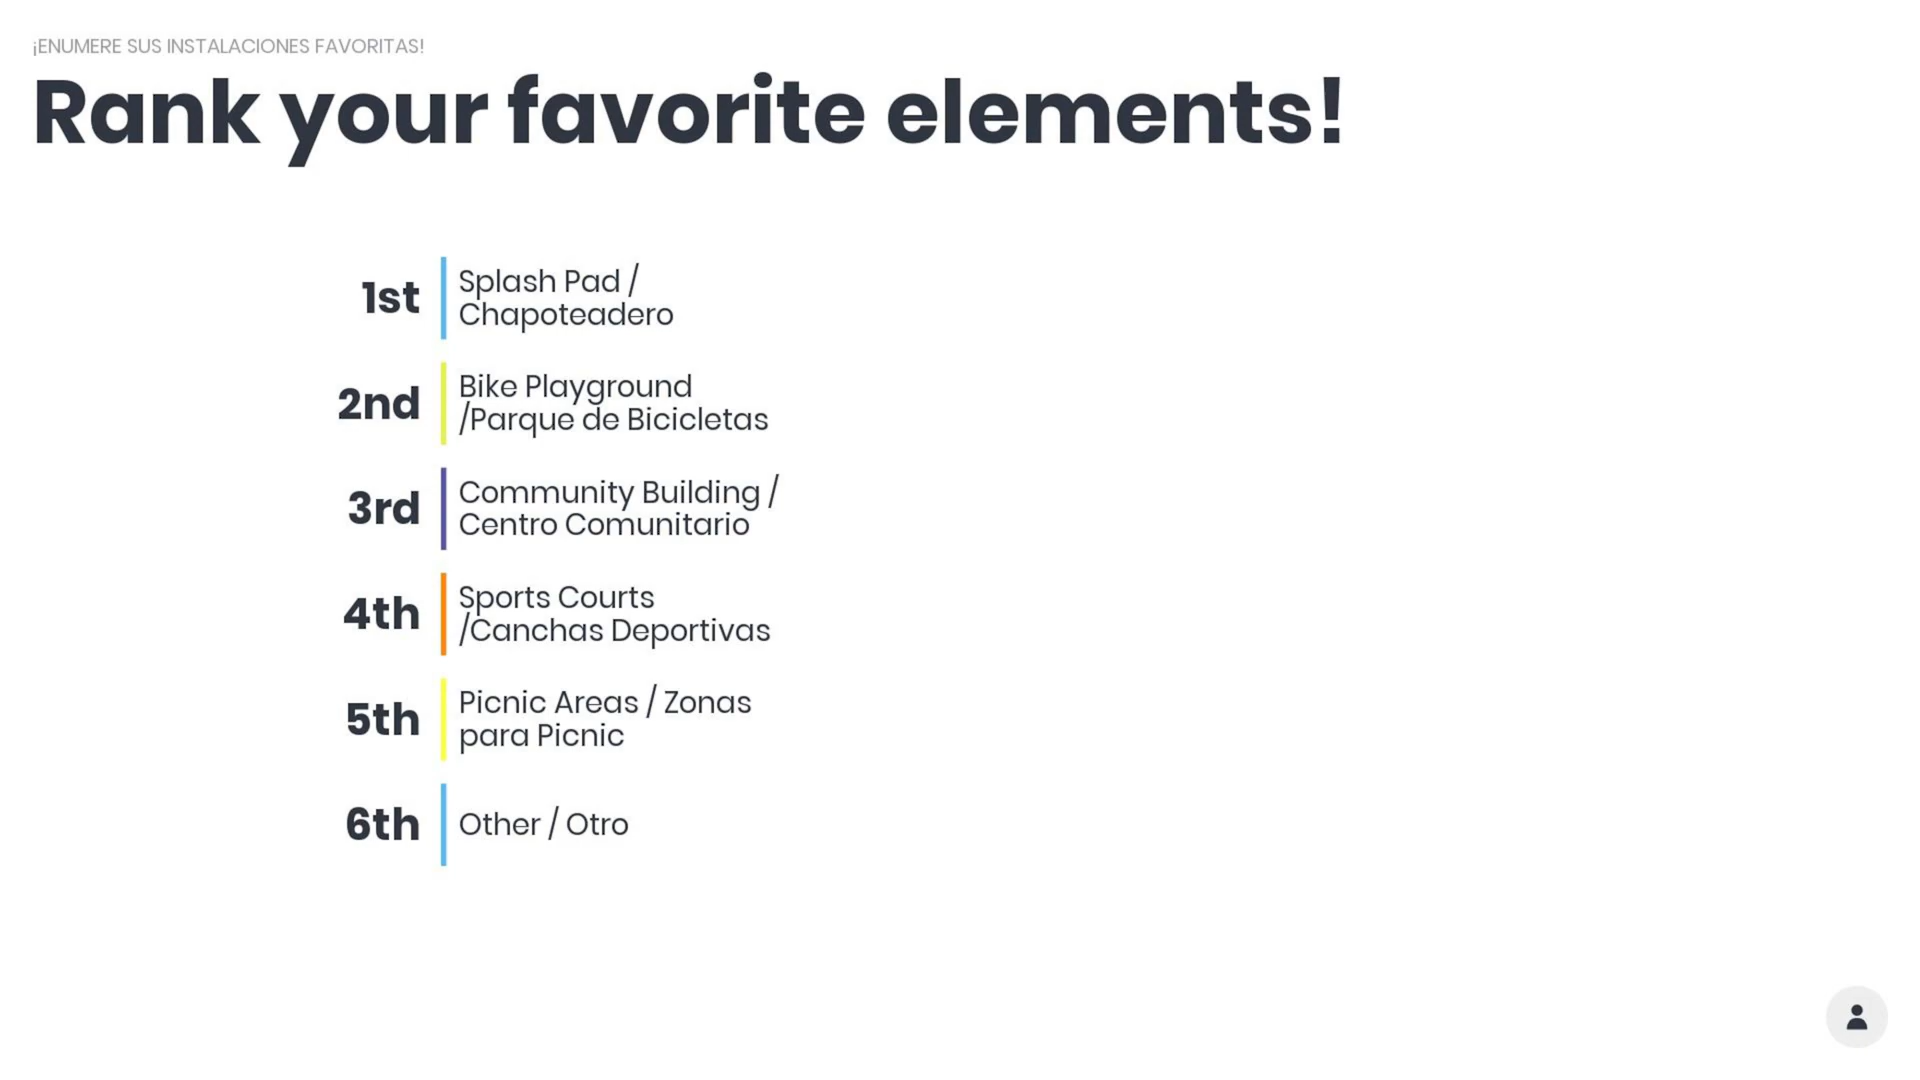 ¡ENUMERE SUS INSTALACIONES FAVORITAS!
Rank your favorite elements!
1st
Splash Pad /
Chapoteadero
2nd
Bike Playground
/Parque de Bicicletas
3rd
Community Building /
Centro Comunitario
4th
Sports Courts
/Canchas Deportivas
5th
Picnic Areas / Zonas
para Picnic
6th
Other / Otro